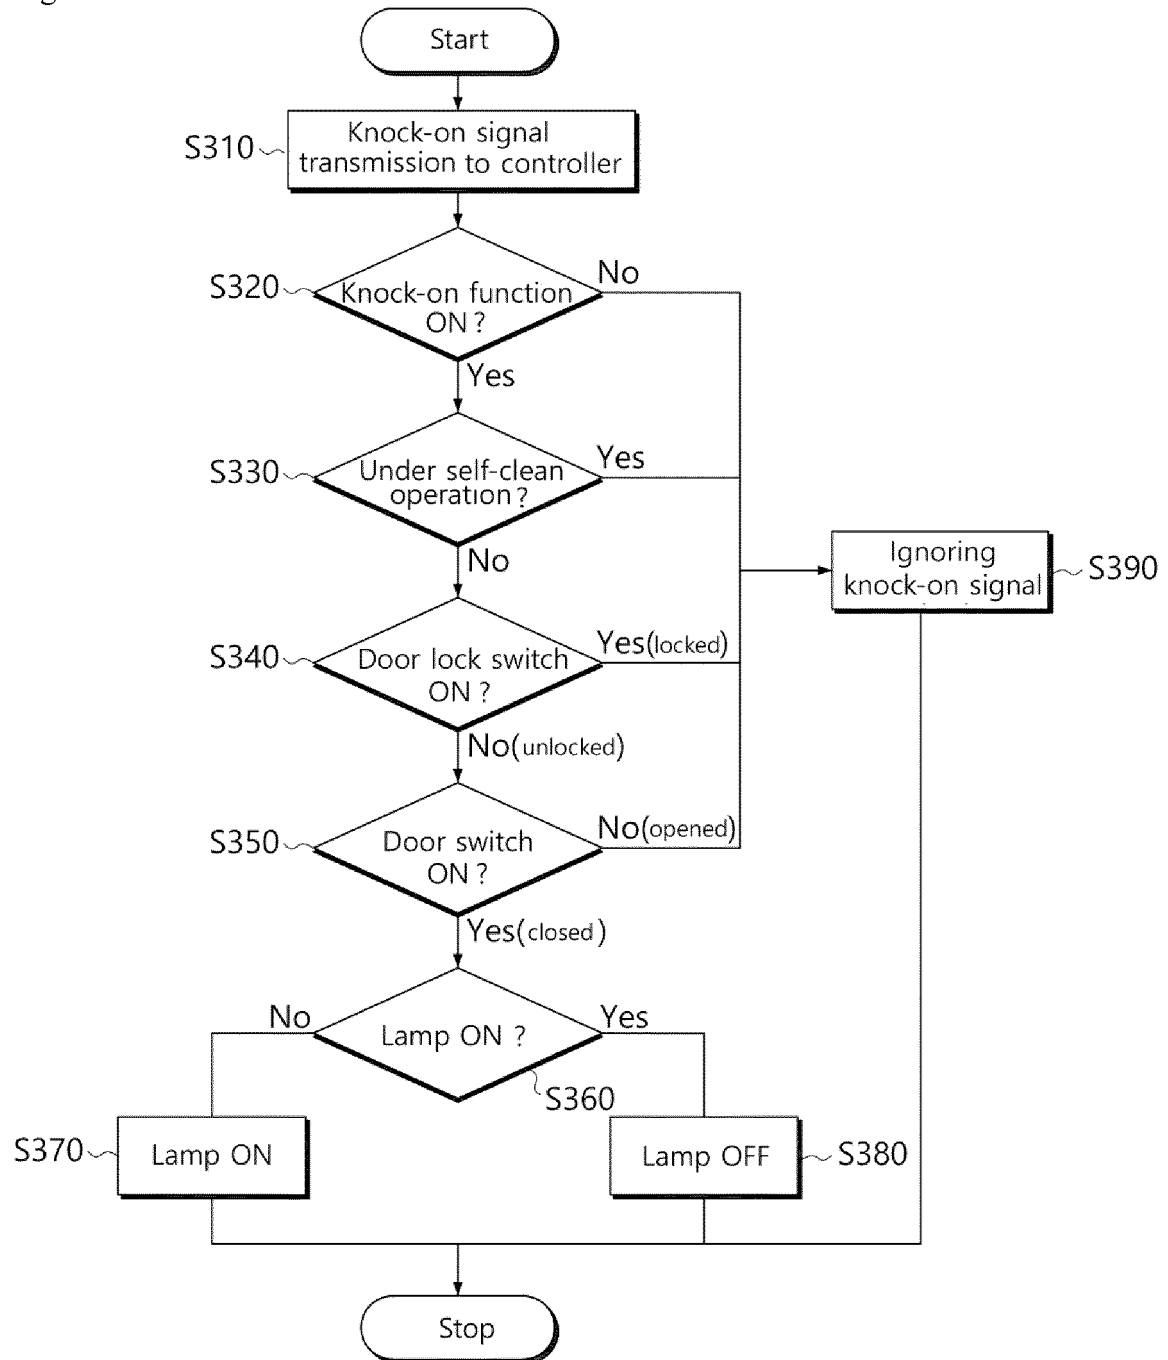 Start
S310
Knock-on signal
transmission to controller
S320
No
Knock-on function
ON ?
Yes
S330
Yes
Under self-clean
operation ?
No
Ignoring
knock-on signal
S390
S340
Yes(locked)
Door lock switch
ON ?
No(unlocked)
S350
No(opened)
Door switch
ON ?
Yes(closed)
No
Yes
Lamp ON ?
S360
S370
Lamp ON
Lamp OFF
S380
Stop